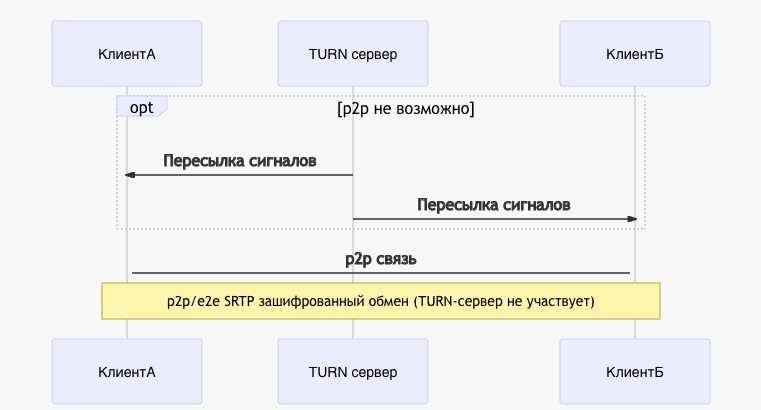 КлиентА
TURN сервер
КлиентБ
opt
[p2p не возможно]
Пересылка сигналов
Пересылка сигналов
p2p связь
p2p/e2e SRTP зашифрованный обмен (TURN-сервер не участвует)
КлиентА
TURN сервер
КлиентБ